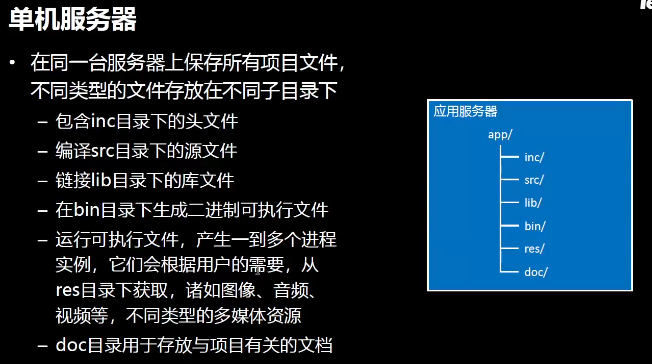 单机服务器
• 在同一台服务器上保存所有项目文件，
不同类型的文件存放在不同子目录下
– 包含inc目录下的头文件
– 编译src目录下的源文件
– 链接lib目录下的库文件
– 在bin目录下生成二进制可执行文件
– 运行可执行文件，产生一到多个进程
实例，它们会根据用户的需要，从
res目录下获取，诸如图像、音频、
视频等，不同类型的多媒体资源
– doc目录用于存放与项目有关的文档
应用服务器
app/
inc/
src/
lib/
bin/
res/
doc/